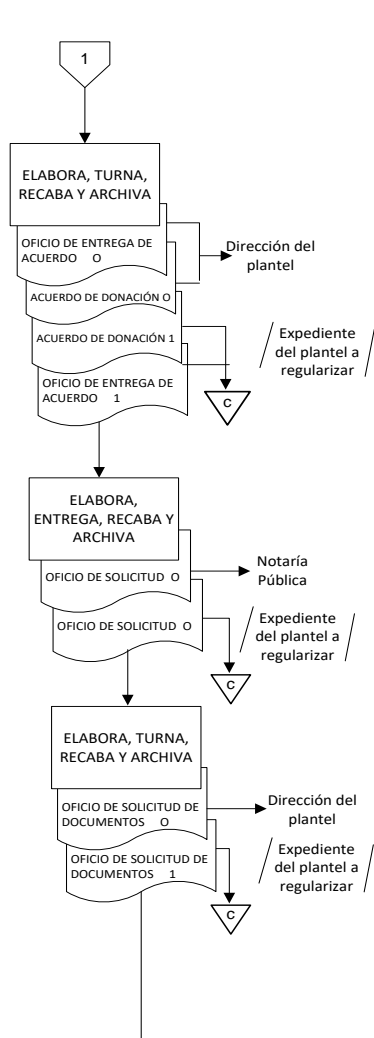 1
ELABORA, TURNA,
RECABA Y ARCHIVA
OFICIO DE ENTREGA DE
ACUERDO O
Dirección del
plantel
ACUERDO DE DONACIÓN O
ACUERDO DE DONACIÓN 1
OFICIO DE ENTREGA DE
ACUERDO 1
Expediente
del plantel a
regularizar
C
ELABORA,
ENTREGA, RECABA Y
ARCHIVA
OFICIO DE SOLICITUD O
Notaría
Pública
OFICIO DE SOLICITUD O
Expediente
del plantel a
regularizar
C
ELABORA, TURNA,
RECABA Y ARCHIVA
OFICIO DE SOLICITUD DE
DOCUMENTOS O
Dirección del
plantel
OFICIO DE SOLICITUD DE
DOCUMENTOS 1
Expediente
del plantel a
regularizar
C